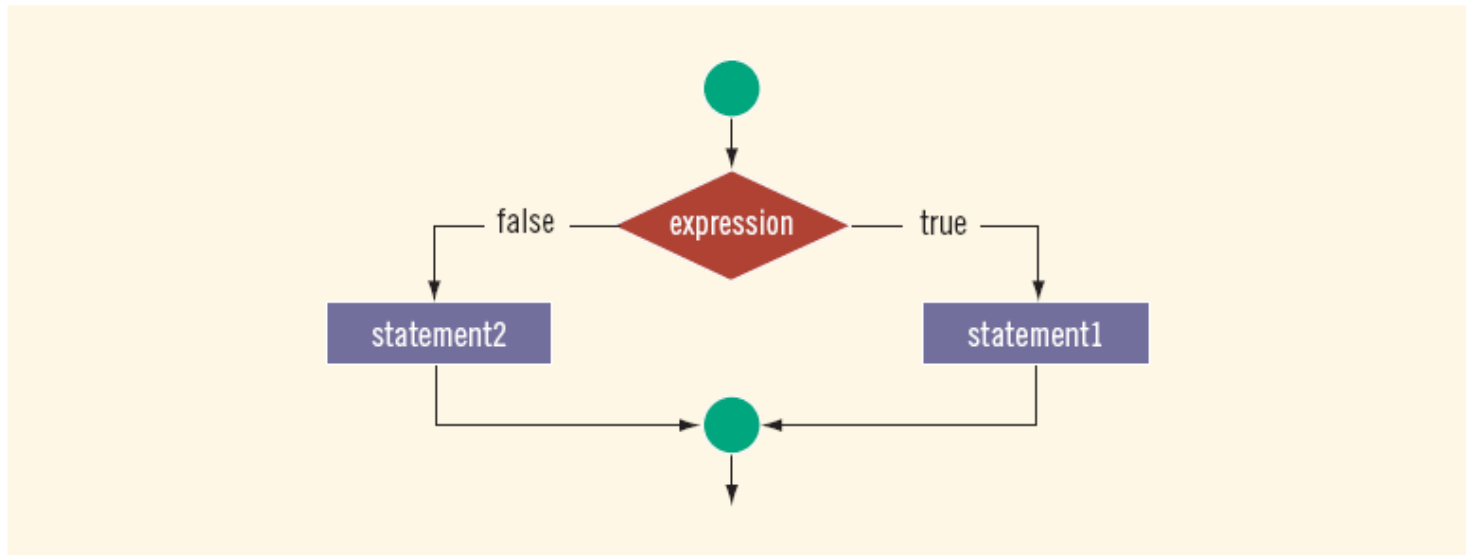 false
expression
true
statement2
statement1